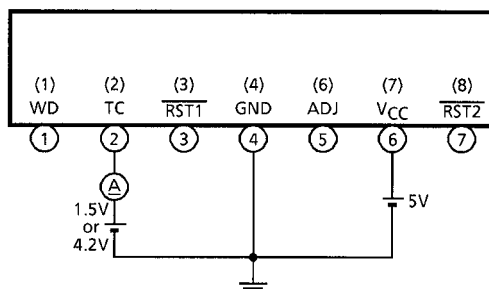 (1) (2) (3) (4) (6) (7) (8)
WD TC RST1 GND ADJ VCC RST2
1 2 3 4 5 6 7
A
1.5V
or
4.2V
5V